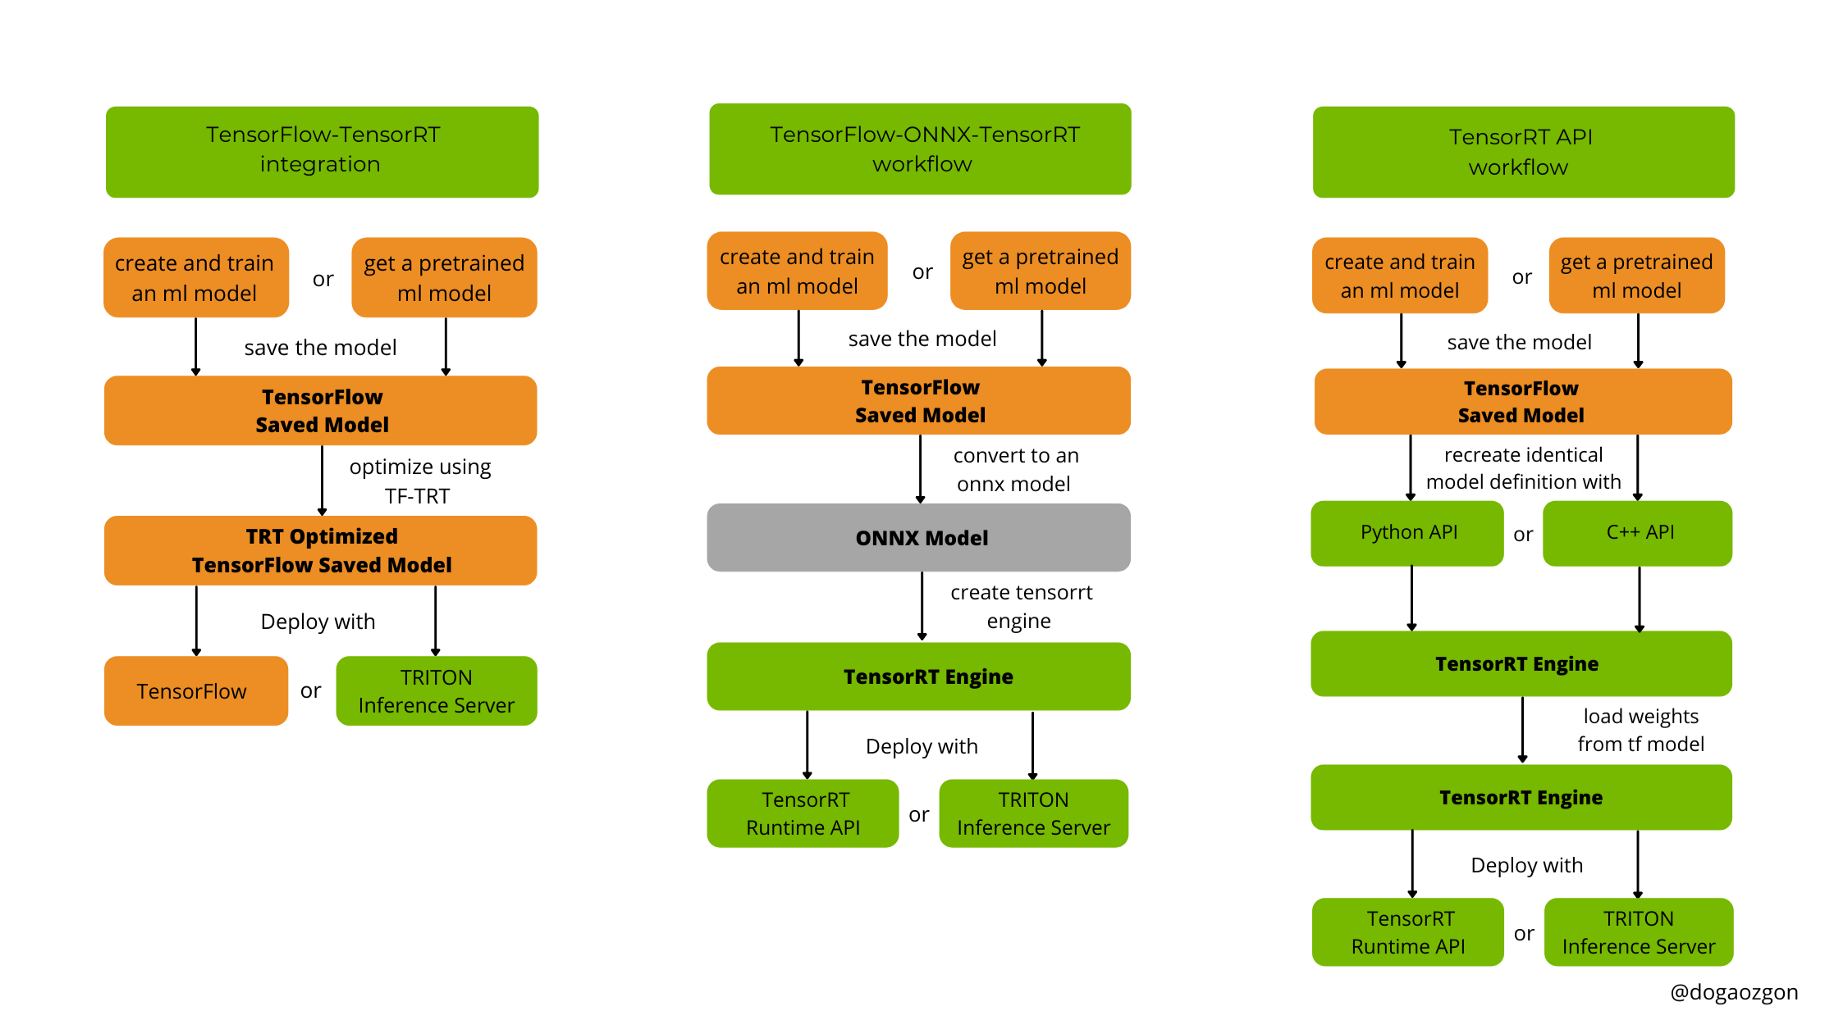 TensorFlow-TensorRT
integration
create and train
an ml model
or
get a pretrained
ml model
save the model
TensorFlow
Saved Model
optimize using
TF-TRT
TRT Optimized
TensorFlow Saved Model
Deploy with
TensorFlow
or
TRITON
Inference Server
TensorFlow-ONNX-TensorRT
workflow
create and train
an ml model
or
get a pretrained
ml model
save the model
TensorFlow
Saved Model
convert to an
onnx model
ONNX Model
create tensorrt
engine
TensorRT Engine
Deploy with
TensorRT
Runtime API
or
TRITON
Inference Server
TensorRT API
workflow
create and train
an ml model
or
get a pretrained
ml model
save the model
TensorFlow
Saved Model
recreate identical
model definition with
Python API
or
C++ API
TensorRT Engine
load weights
from tf model
TensorRT Engine
Deploy with
TensorRT
Runtime API
or
TRITON
Inference Server
@dogaozgon